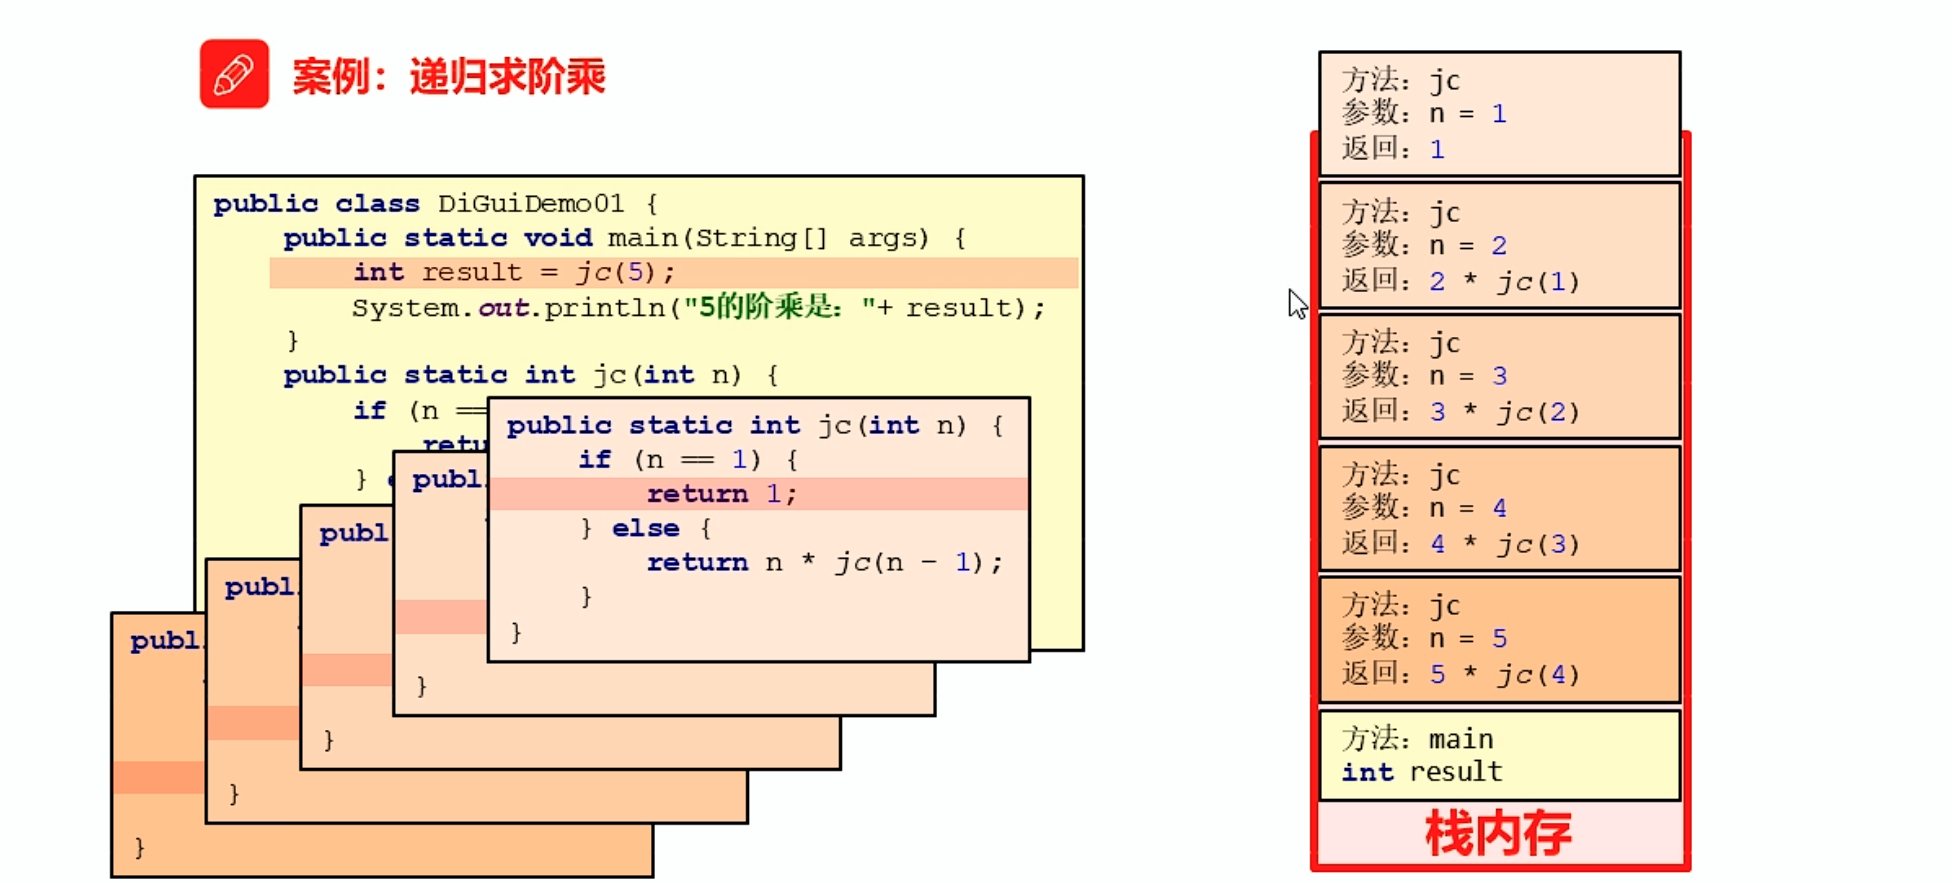 案例：递归求阶乘
public class DiGuiDemo01 {
public static void main(String[] args) {
int result = jc(5);
System.out.println("5的阶乘是："+ result);
}
public static int jc(int n) {
if (n ==
retu
}
public static int jc(int n) {
if (n == 1) {
return 1;
} else {
return n * jc(n - 1);
}
}
publ
}
publ
}
publ
}
publ
}
方法：jc
参数：n = 1
返回：1
方法：jc
参数：n = 2
返回：2 * jc(1)
方法：jc
参数：n = 3
返回：3 * jc(2)
方法：jc
参数：n = 4
返回：4 * jc(3)
方法：jc
参数：n = 5
返回：5 * jc(4)
方法：main
int result
栈内存